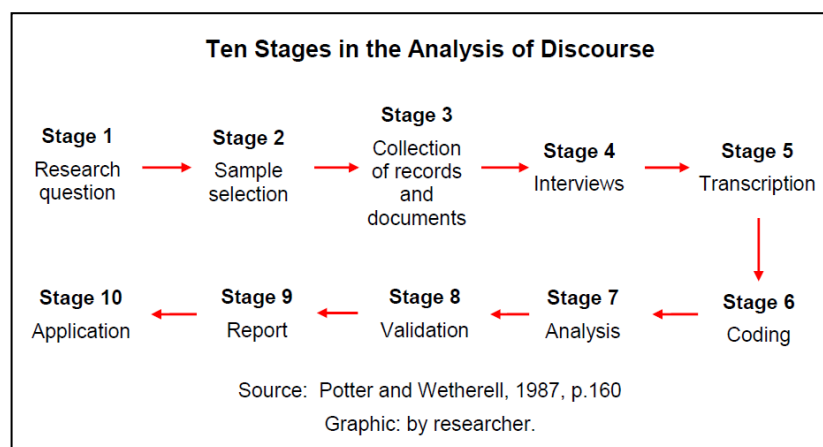 Ten Stages in the Analysis of Discourse
Stage 1
Research
question
Stage 2
Sample
selection
Stage 3
Collection
of records
and
documents
Stage 4
Interviews
Stage 5
Transcription
Stage 6
Coding
Stage 7
Analysis
Stage 8
Validation
Stage 9
Report
Stage 10
Application
Source: Potter and Wetherell, 1987, p.160
Graphic: by researcher.